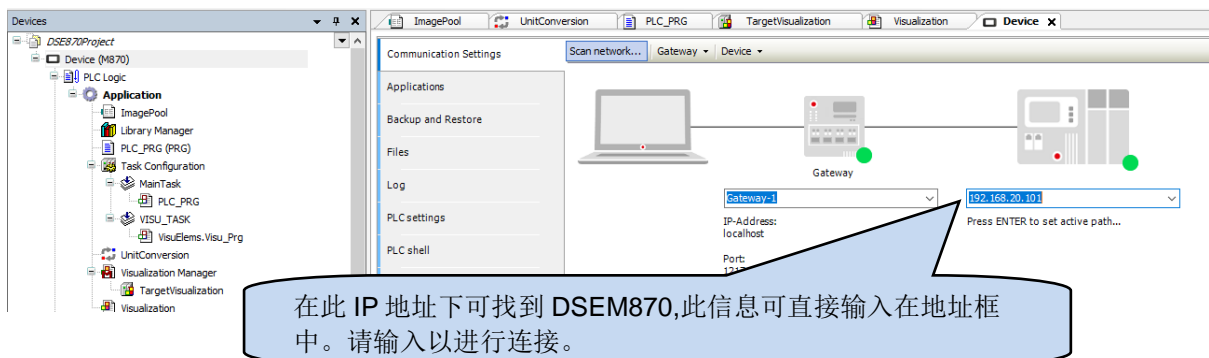 Devices
DSE870Project
Device (M870)
PLC Logic
Application
ImagePool
Library Manager
PLC_PRG (PRG)
Task Configuration
MainTask
PLC_PRG
VISU_TASK
VisuElems.Visu_Prg
UnitConversion
Visualization Manager
TargetVisualization
Visualization
ImagePool UnitConversion PLC_PRG TargetVisualization Visualization Device
Communication Settings
Applications
Backup and Restore
Files
Log
PLC settings
PLC shell
Scan network... Gateway Device
Gateway
Gateway-1 192.168.20.101
IP-Address: Press ENTER to set active path...
localhost
Port:
在此 IP 地址下可找到 DSEM870,此信息可直接输入在地址框
中。请输入以进行连接。